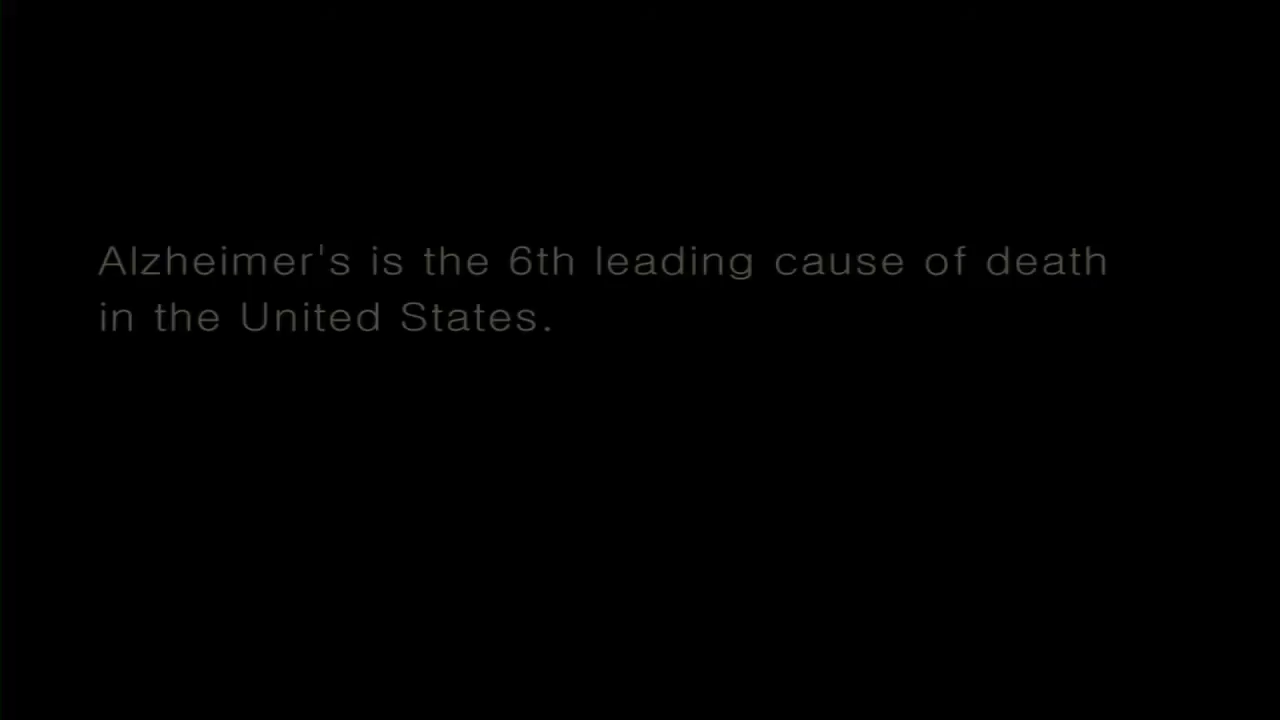 Alzheimer's is the 6th leading cause of death
in the United States.